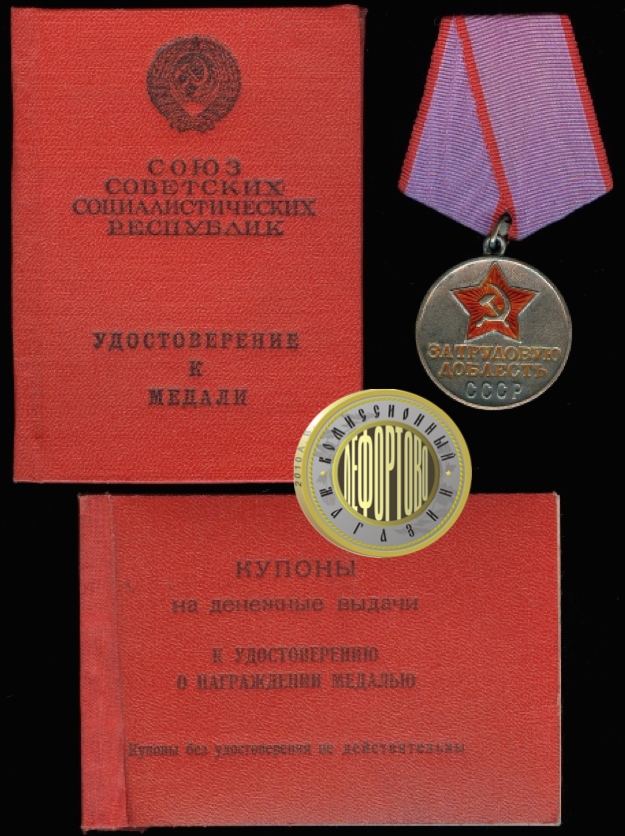 СОЮЗ
СОВЕТСКИХ
СОЦИАЛИСТИЧЕСКИХ
РЕСПУБЛИК
УДОСТОВЕРЕНИЕ
К
МЕДАЛИ
ЗА ТРУДОВУЮ
ДОБЛЕСТЬ
СССР
КОМИССИОННЫЙ
МАГАЗИН
ЛЕФОРТОВО
2010
КУПОНЫ
на денежные выдачи
К УДОСТОВЕРЕНИЮ
О НАГРАЖДЕНИИ МЕДАЛЬЮ
Купоны без удостоверения не действительны